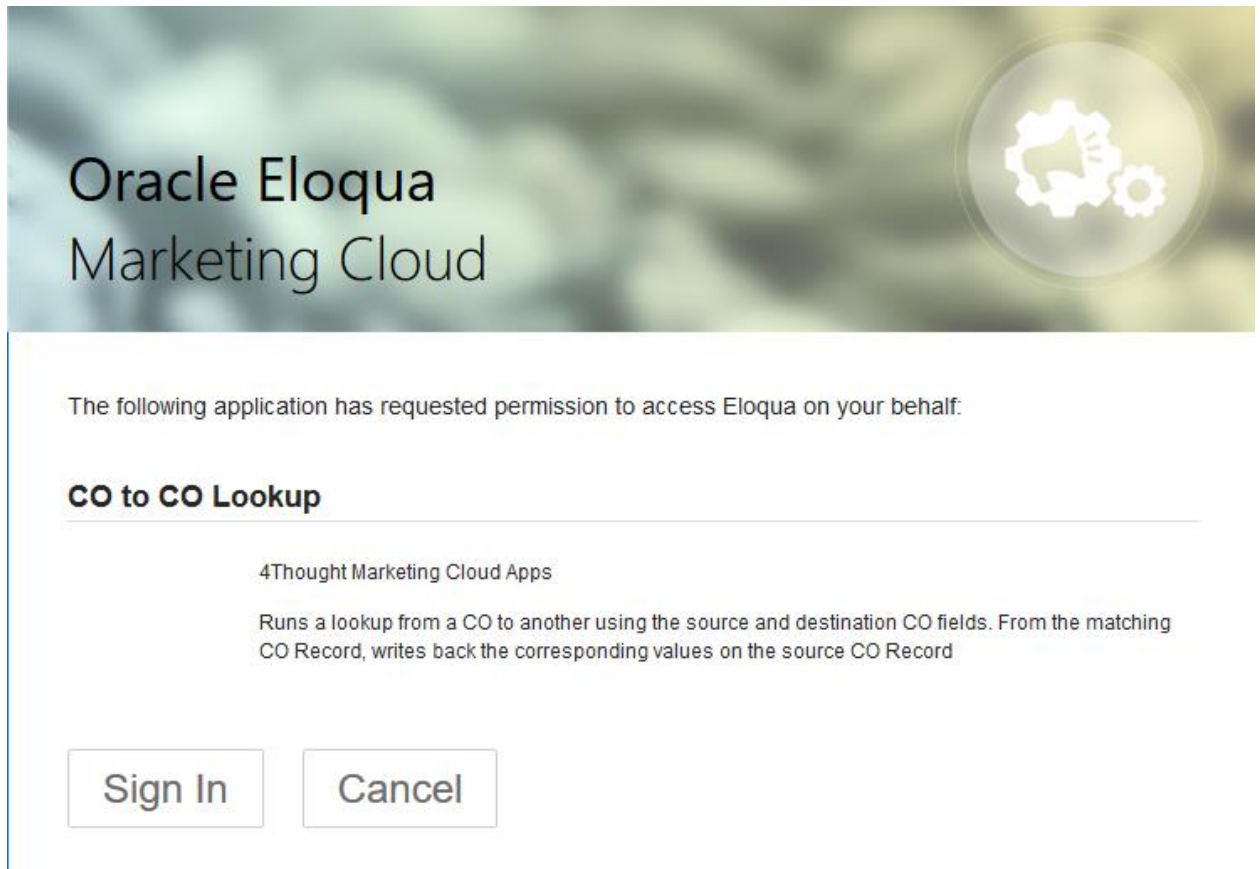 Oracle Eloqua
Marketing Cloud
The following application has requested permission to access Eloqua on your behalf:
CO to CO Lookup
4Thought Marketing Cloud Apps
Runs a lookup from a CO to another using the source and destination CO fields. From the matching
CO Record, writes back the corresponding values on the source CO Record
Sign In
Cancel